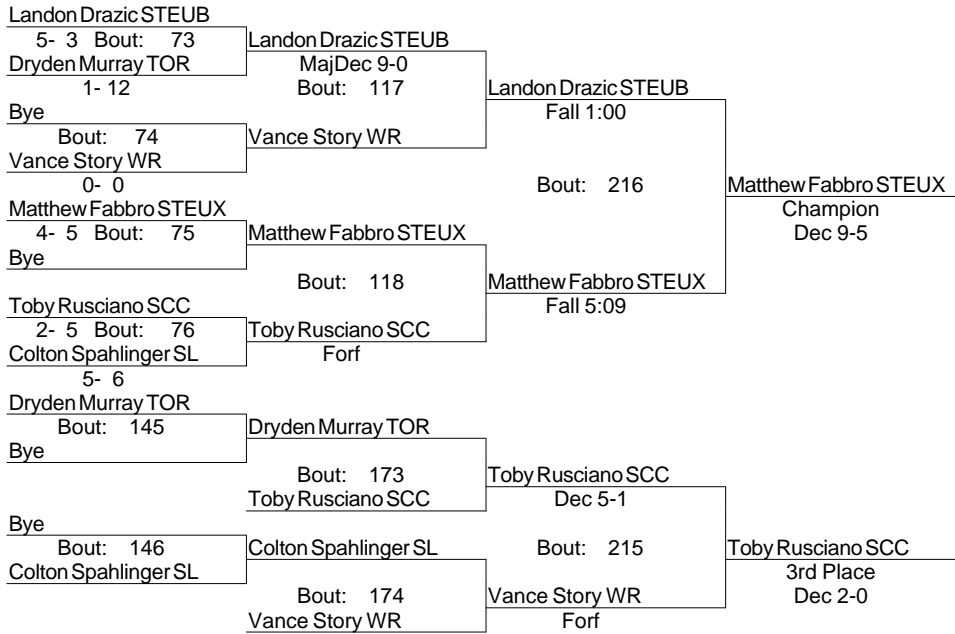 Landon Drazic STEUB
5- 3 Bout: 73
Landon Drazic STEUB
Dryden Murray TOR
MajDec 9-0
1- 12
Bout: 117
Landon Drazic STEUB
Bye
Fall 1:00
Bout: 74
Vance Story WR
Vance Story WR
0- 0
Bout: 216
Matthew Fabbro STEUX
Matthew Fabbro STEUX
Champion
4- 5 Bout: 75
Matthew Fabbro STEUX
Dec 9-5
Bye
Bout: 118
Matthew Fabbro STEUX
Toby Rusciano SCC
Fall 5:09
2- 5 Bout: 76
Toby Rusciano SCC
Colton Spahlinger SL
Forf
5- 6
Dryden Murray TOR
Bout: 145
Dryden Murray TOR
Bye
Bout: 173
Toby Rusciano SCC
Toby Rusciano SCC
Dec 5-1
Bye
Bout: 146
Colton Spahlinger SL
Bout: 215
Toby Rusciano SCC
Colton Spahlinger SL
3rd Place
Bout: 174
Vance Story WR
Dec 2-0
Vance Story WR
Forf